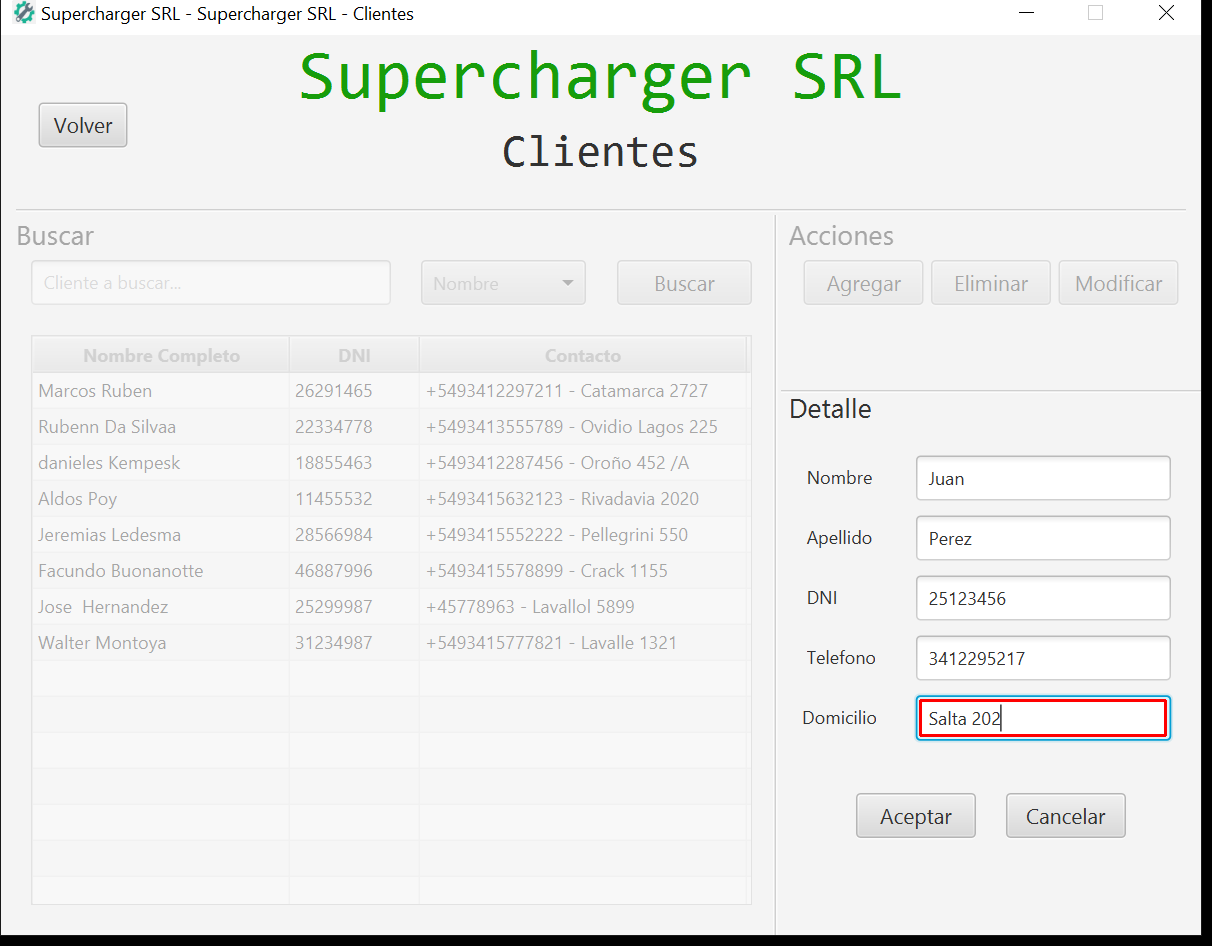 Supercharger SRL - Supercharger SRL - Clientes
Supercharger SRL
Volver
Clientes
Buscar
Cliente a buscar...
Nombre
Buscar
Nombre Completo DNI Contacto
Marcos Ruben 26291465 +5493412297211 - Catamarca 2727
Rubenn Da Silvaa 22334778 +5493413555789 - Ovidio Lagos 225
danieles Kempesk 18855463 +5493412287456 - Oroño 452 /A
Aldos Poy 11455532 +5493415632123 - Rivadavia 2020
Jeremias Ledesma 28566984 +5493415552222 - Pellegrini 550
Facundo Buonanotte 46887996 +5493415578899 - Crack 1155
Jose  Hernandez 25299987 +45778963 - Lavallol 5899
Walter Montoya 31234987 +5493415777821 - Lavalle 1321
Acciones
Agregar Eliminar Modificar
Detalle
Nombre Juan
Apellido Perez
DNI 25123456
Telefono 3412295217
Domicilio Salta 202
Aceptar Cancelar